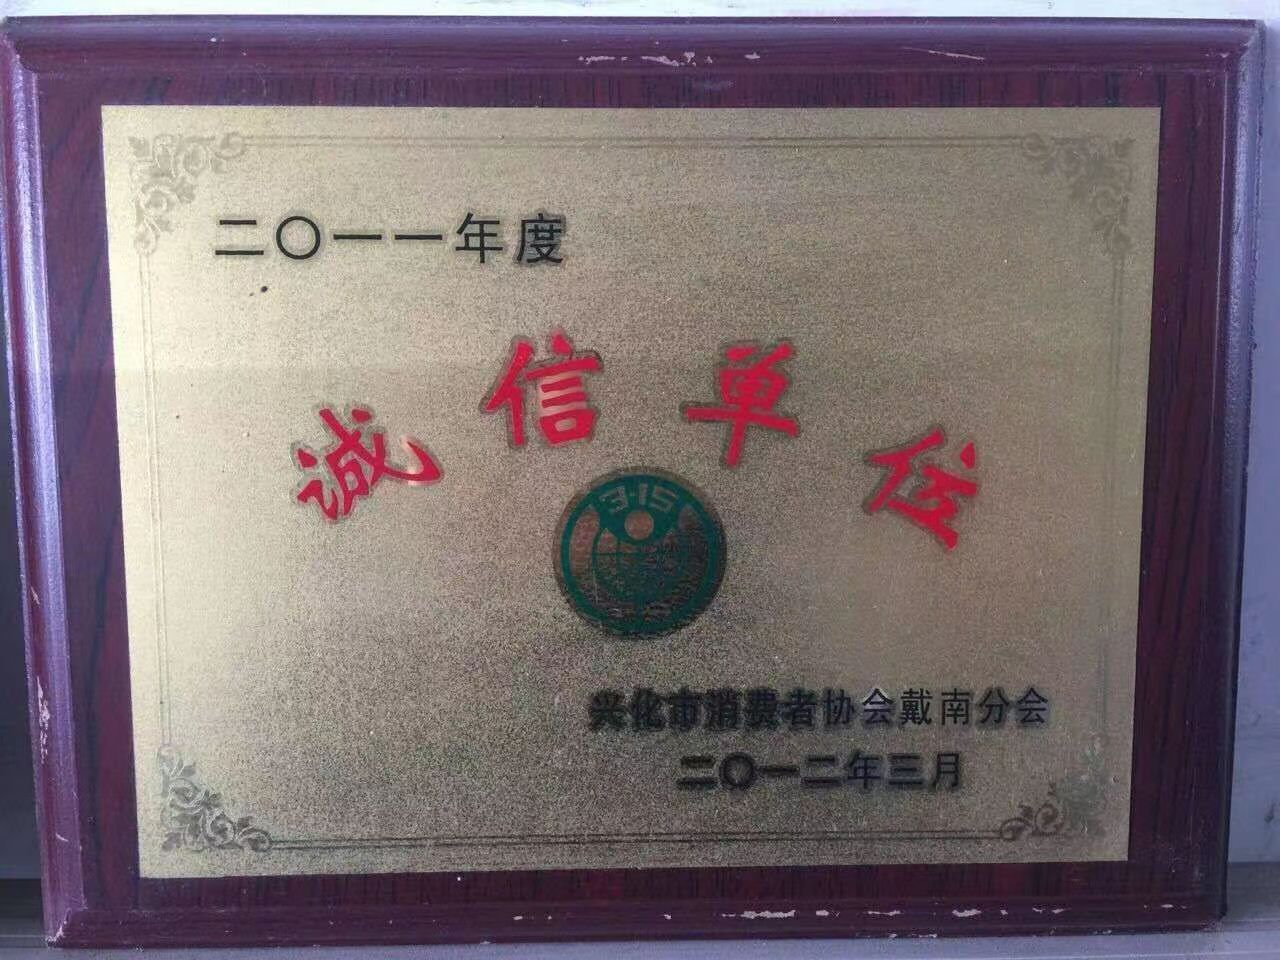 二〇一一年度
诚信单位
3·15
兴化市消费者协会戴南分会
二〇一二年三月